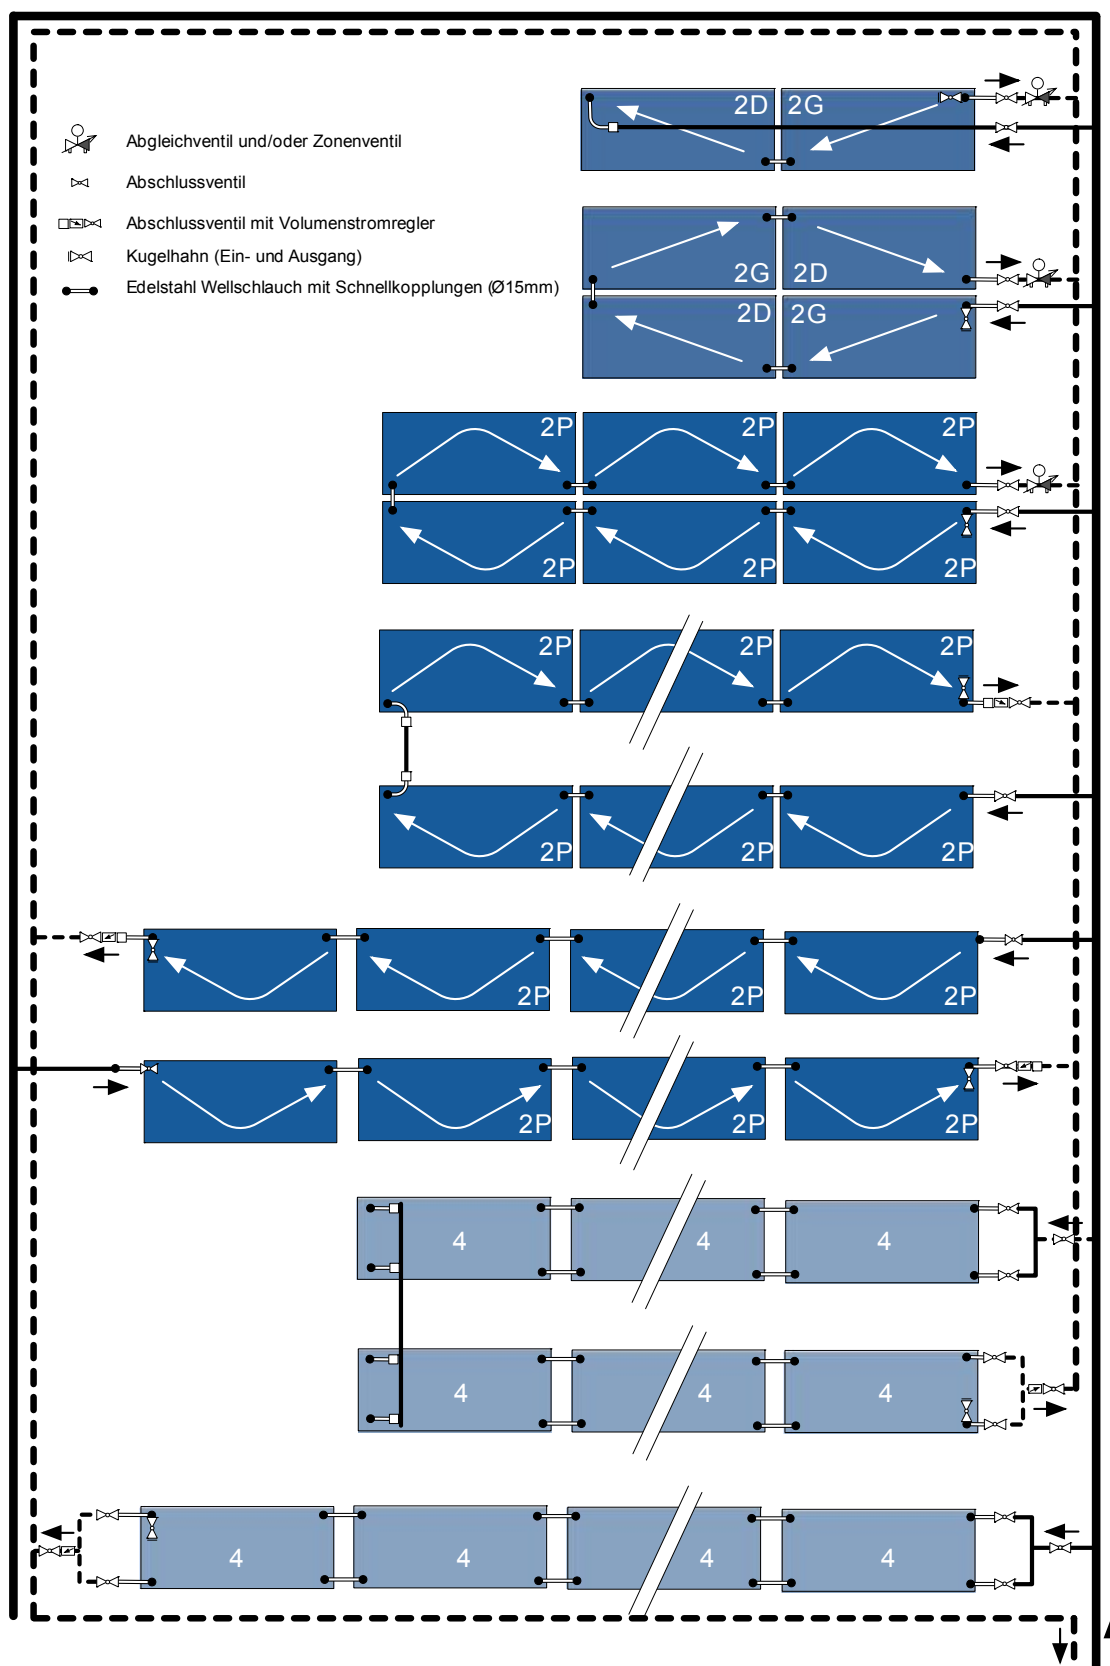 2D 2G
Abgleichventil und/oder Zonenventil
Abschlussventil
Abschlussventil mit Volumenstromregler
Kugelhahn (Ein- und Ausgang)
Edelstahl Wellschlauch mit Schnellkopplungen (Ø15mm)
2G 2D
2D 2G
2P 2P 2P
2P 2P 2P
2P 2P 2P
2P 2P 2P
2P 2P 2P
2P 2P 2P
4 4 4
4 4 4
4 4 4 4